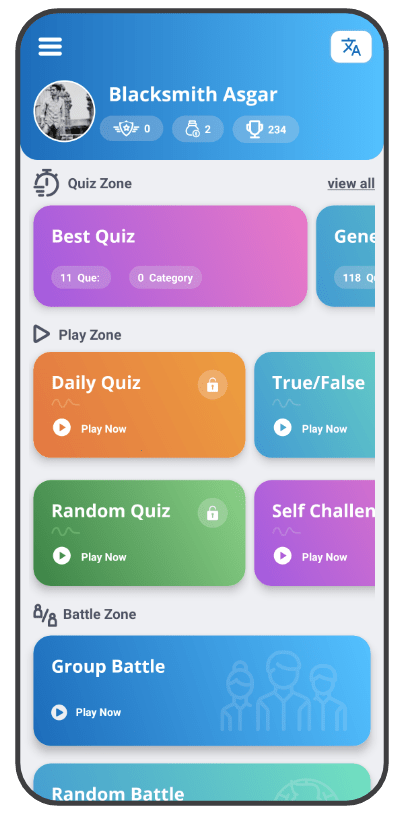 Blacksmith Asgar
0 2 234
Quiz Zone view all
Best Quiz Gene
11 Que: 0 Category 118 Qu
Play Zone
Daily Quiz True/False
Play Now Play Now
Random Quiz Self Challen
Play Now Play Now
Battle Zone
Group Battle
Play Now
Random Battle